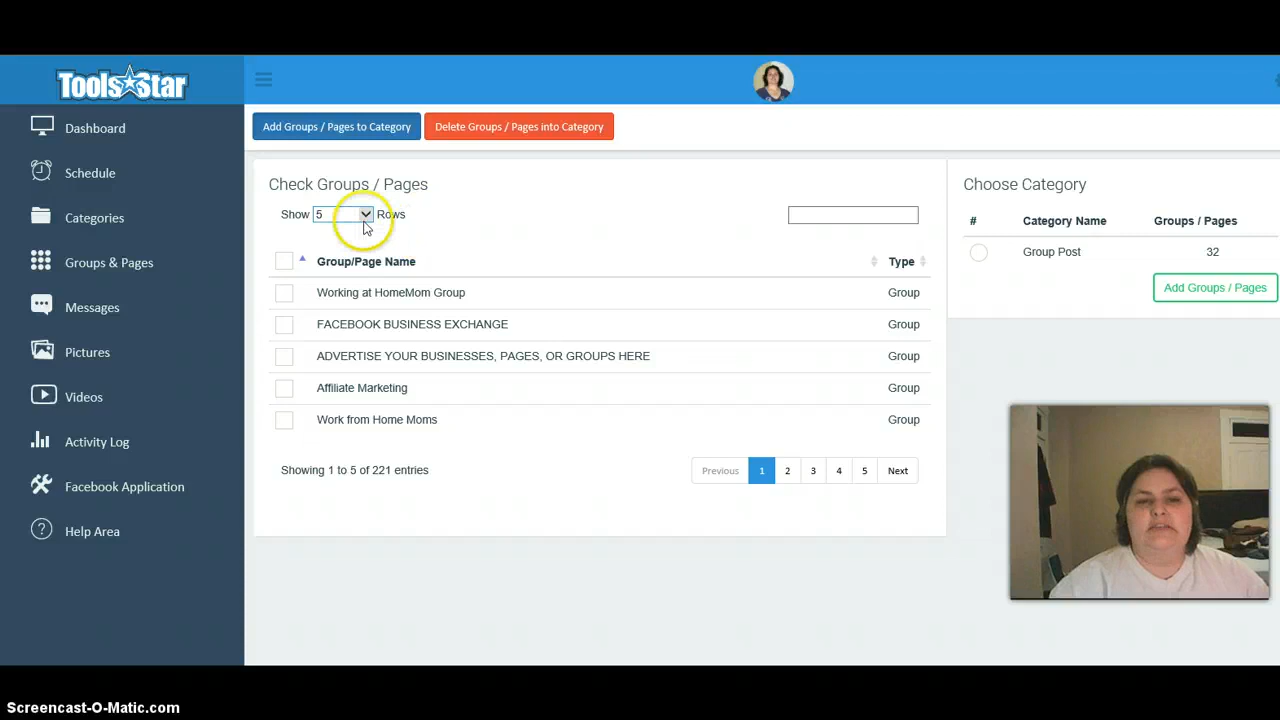 Tools Star
Dashboard
Schedule
Categories
Groups & Pages
Messages
Pictures
Videos
Activity Log
Facebook Application
Help Area
Add Groups / Pages to Category
Delete Groups / Pages into Category
Check Groups / Pages
Show 5 Rows
Group/Page Name Type
Working at HomeMom Group Group
FACEBOOK BUSINESS EXCHANGE Group
ADVERTISE YOUR BUSINESSES, PAGES, OR GROUPS HERE Group
Affiliate Marketing Group
Work from Home Moms Group
Showing 1 to 5 of 221 entries
Previous 1 2 3 4 5 Next
Choose Category
# Category Name Groups / Pages
Group Post 32
Add Groups / Pages
Screencast-O-Matic.com